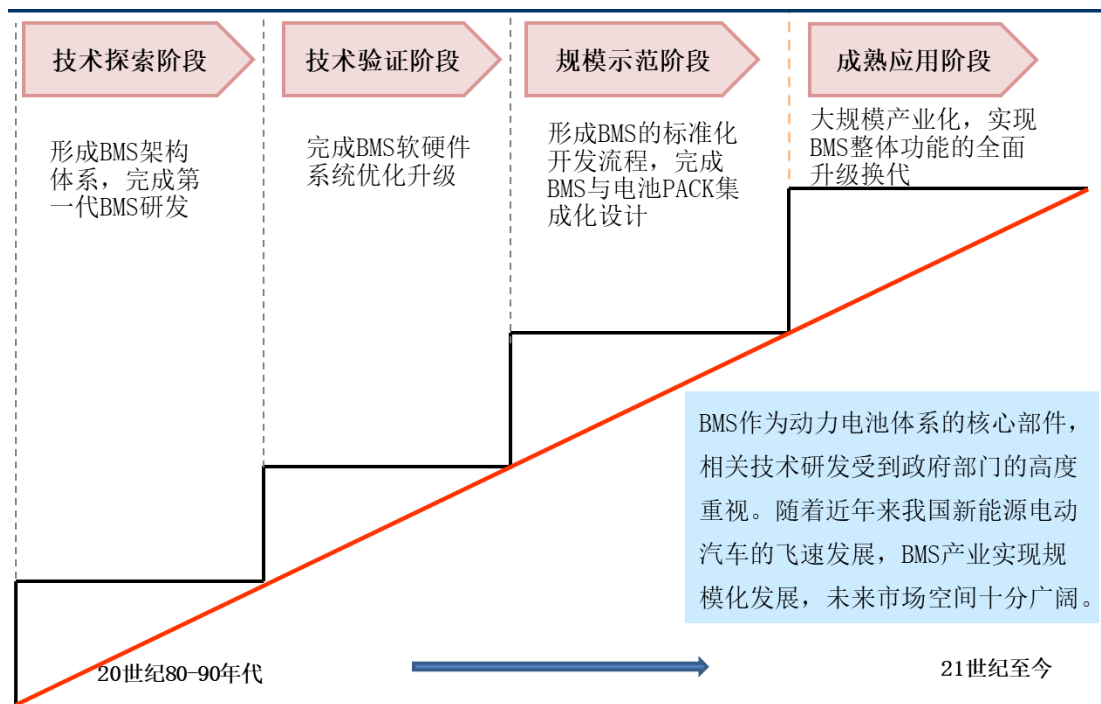 技术探索阶段
技术验证阶段
规模示范阶段
成熟应用阶段
形成BMS架构
体系，完成第
一代BMS研发
完成BMS软硬件
系统优化升级
形成BMS的标准化
开发流程，完成
BMS与电池PACK集
成化设计
大规模产业化，实现
BMS整体功能的全面
升级换代
BMS作为动力电池体系的核心部件，
相关技术研发受到政府部门的高度
重视。随着近年来我国新能源电动
汽车的飞速发展，BMS产业实现规
模化发展，未来市场空间十分广阔。
20世纪80-90年代
21世纪至今